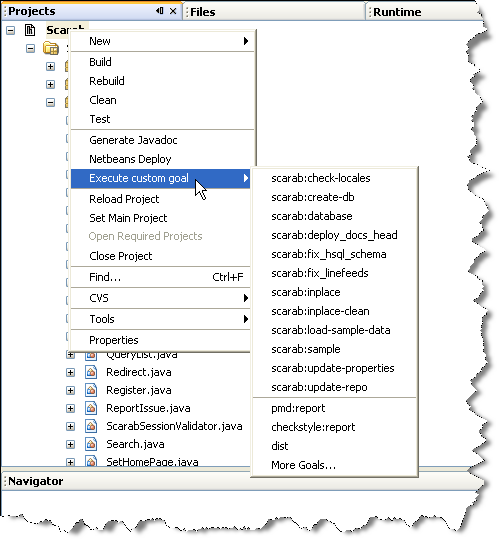 Projects
Files
Runtime
Scarab
New
Build
Rebuild
Clean
Test
Generate Javadoc
Netbeans Deploy
Execute custom goal
Reload Project
Set Main Project
Open Required Projects
Close Project
Find... Ctrl+F
CVS
Tools
Properties
scarab:check-locales
scarab:create-db
scarab:database
scarab:deploy_docs_head
scarab:fix_hsql_schema
scarab:fix_linefeeds
scarab:inplace
scarab:inplace-clean
scarab:load-sample-data
scarab:sample
scarab:update-properties
scarab:update-repo
pmd:report
checkstyle:report
dist
More Goals...
QueryList.java
Redirect.java
Register.java
ReportIssue.java
ScarabSessionValidator.java
Search.java
SetHomePage.java
Navigator